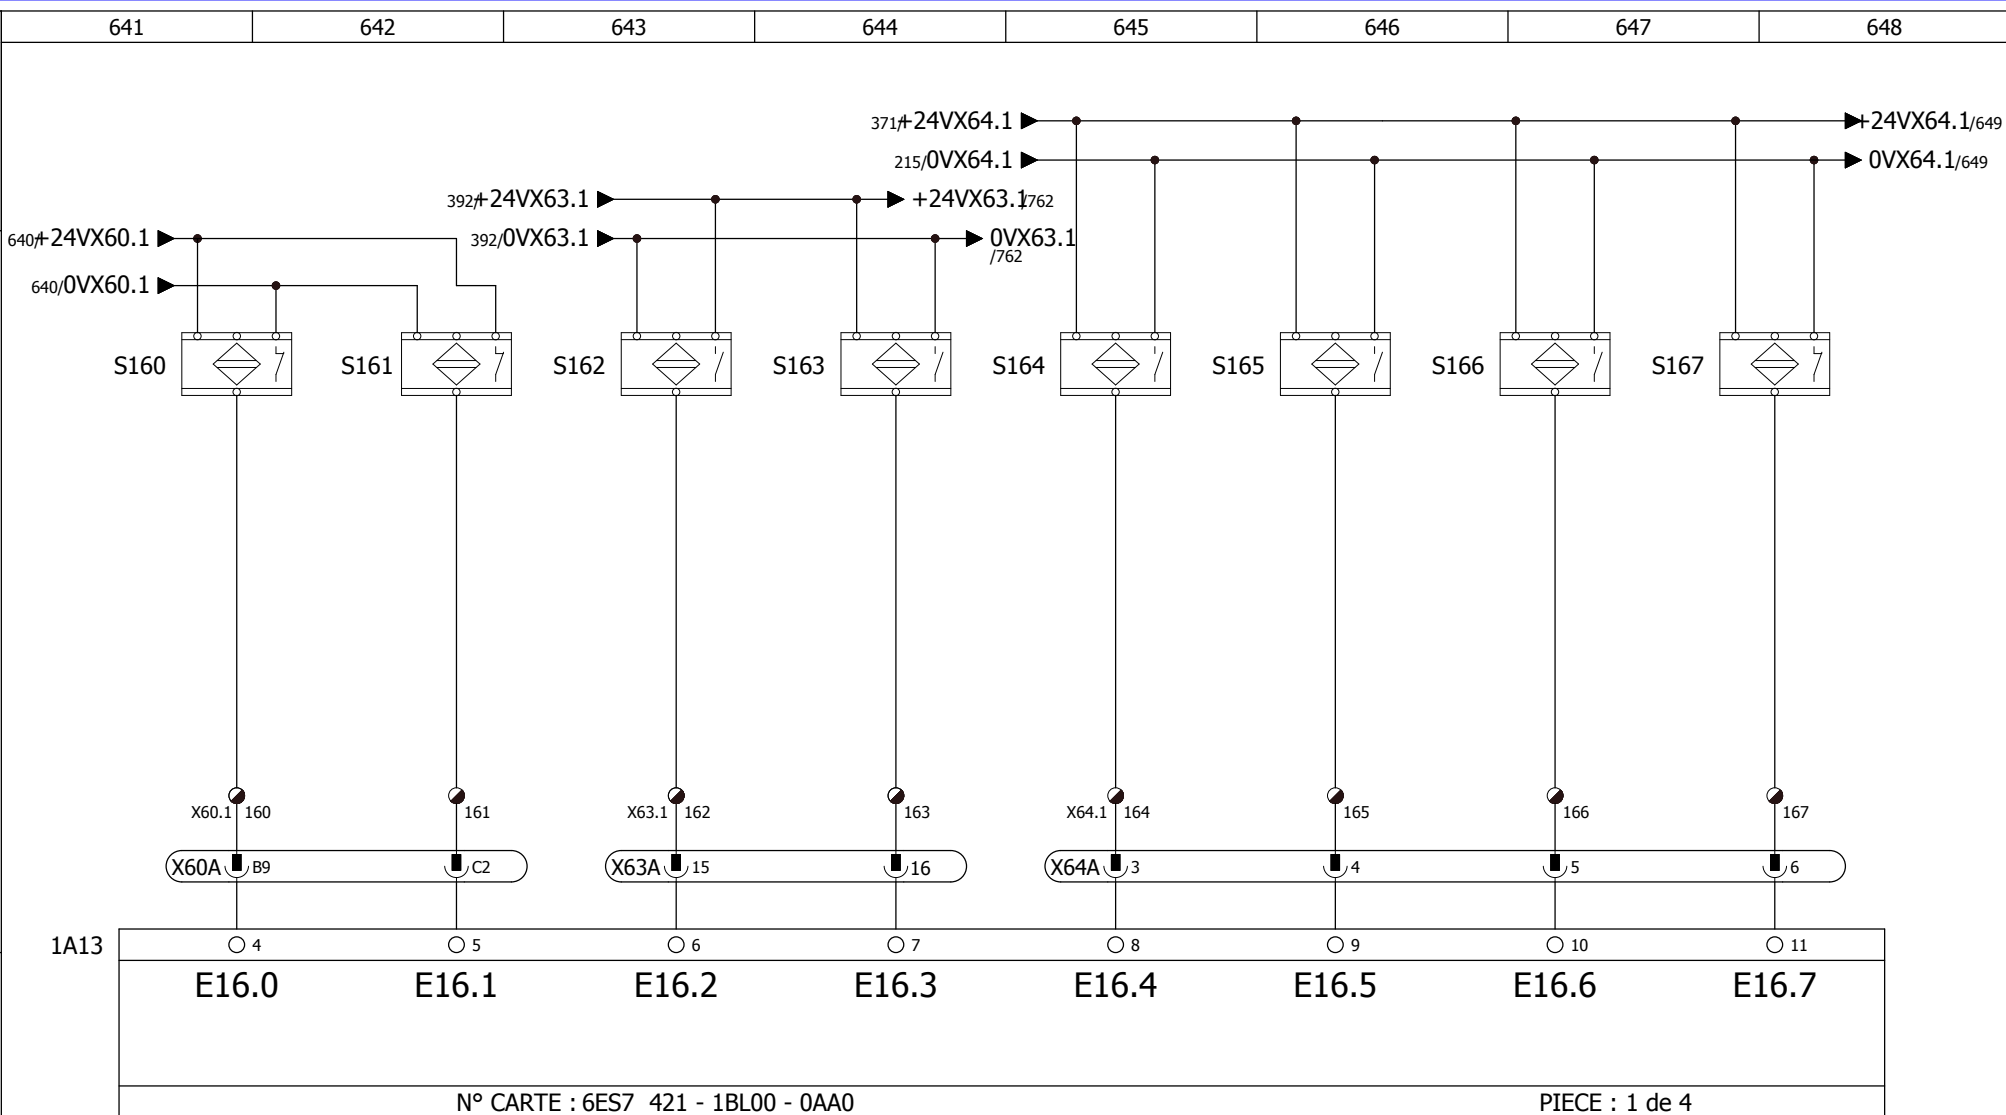 641 642 643 644 645 646 647 648
371/+24VX64.1 +24VX64.1/649
215/0VX64.1 0VX64.1/649
392/+24VX63.1 +24VX63.1/762
640/+24VX60.1 392/0VX63.1 0VX63.1
/762
640/0VX60.1
S160 S161 S162 S163 S164 S165 S166 S167
X60.1 160 161 X63.1 162 163 X64.1 164 165 166 167
X60A B9 C2 X63A 15 16 X64A 3 4 5 6
1A13 4 5 6 7 8 9 10 11
E16.0 E16.1 E16.2 E16.3 E16.4 E16.5 E16.6 E16.7
N° CARTE : 6ES7 421 - 1BL00 - 0AA0 PIECE : 1 de 4